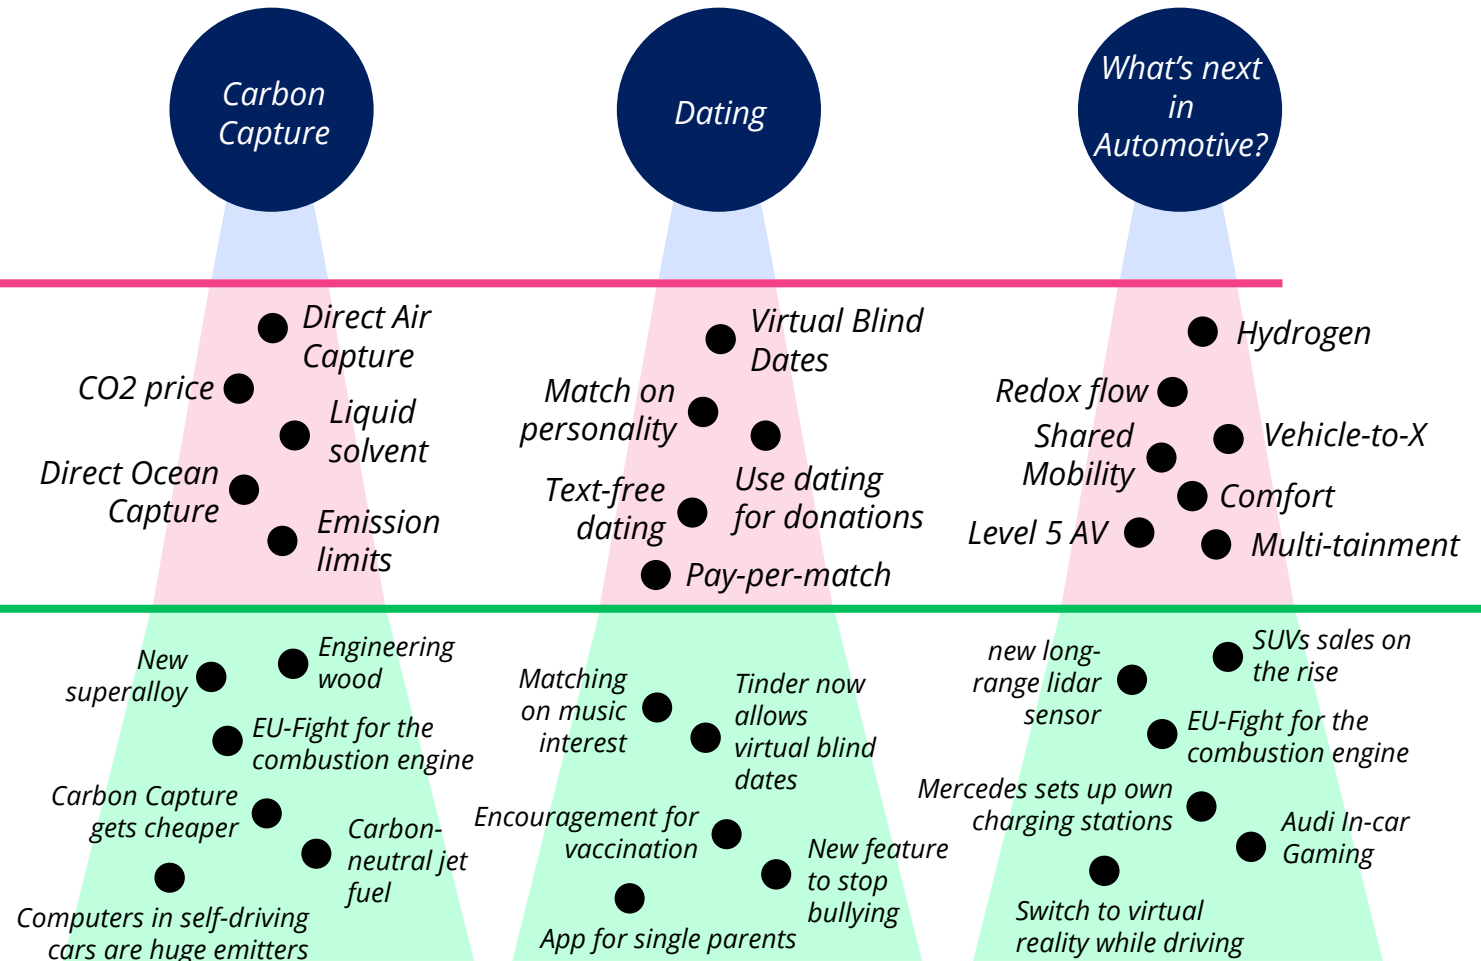 Carbon
Capture
Dating
What's next
in
Automotive?
Direct Air
Capture
CO2 price
Liquid
solvent
Direct Ocean
Capture
Emission
limits
Virtual Blind
Dates
Match on
personality
Use dating
for donations
Text-free
dating
Pay-per-match
Hydrogen
Redox flow
Shared
Mobility
Vehicle-to-X
Comfort
Level 5 AV
Multi-tainment
New
superalloy
Engineering
wood
EU-Fight for the
combustion engine
Carbon Capture
gets cheaper
Carbon-
neutral jet
fuel
Computers in self-driving
cars are huge emitters
Matching
on music
interest
Tinder now
allows
virtual blind
dates
Encouragement for
vaccination
New feature
to stop
bullying
App for single parents
new long-
range lidar
sensor
SUVs sales on
the rise
EU-Fight for the
combustion engine
Mercedes sets up own
charging stations
Audi In-car
Gaming
Switch to virtual
reality while driving